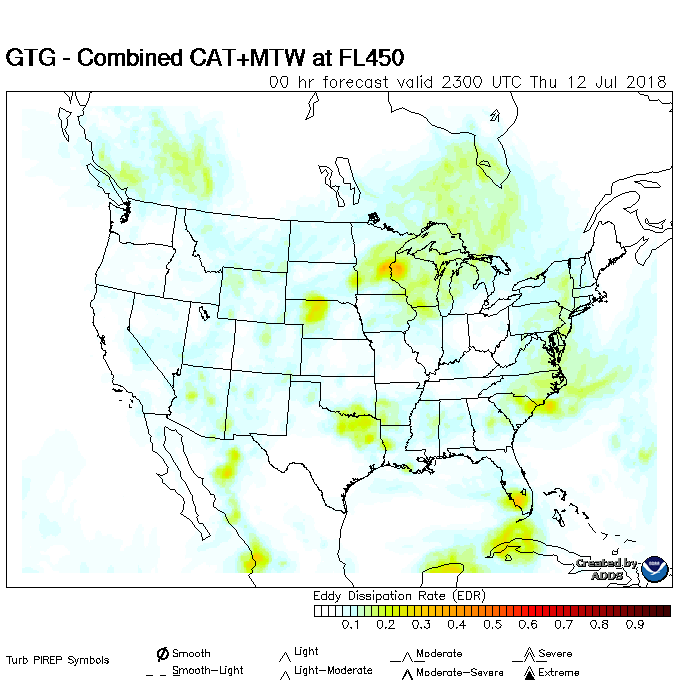 GTG - Combined CAT+MTW at FL450
00 hr forecast valid 2300 UTC Thu 12 Jul 2018
Created by
ADDS
Eddy Dissipation Rate (EDR)
0.1 0.2 0.3 0.4 0.5 0.6 0.7 0.8 0.9
Turb PIREP Symbols
Smooth Light Moderate Severe
Smooth-Light Light-Moderate Moderate-Severe Extreme